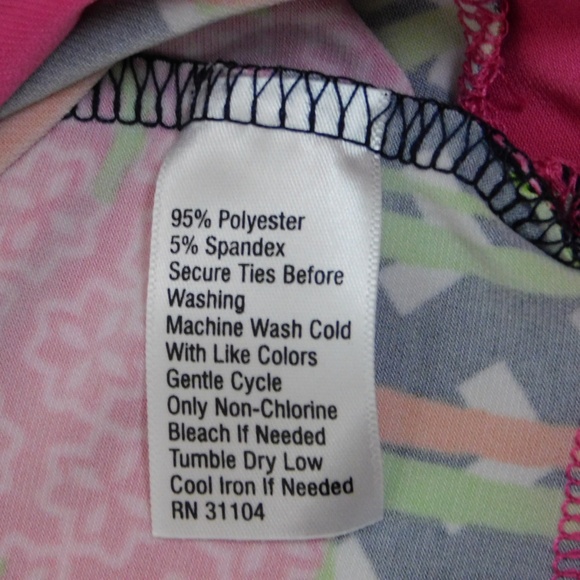 95% Polyester
5% Spandex
Secure Ties Before
Washing
Machine Wash Cold
With Like Colors
Gentle Cycle
Only Non-Chlorine
Bleach If Needed
Tumble Dry Low
Cool Iron If Needed
RN 31104